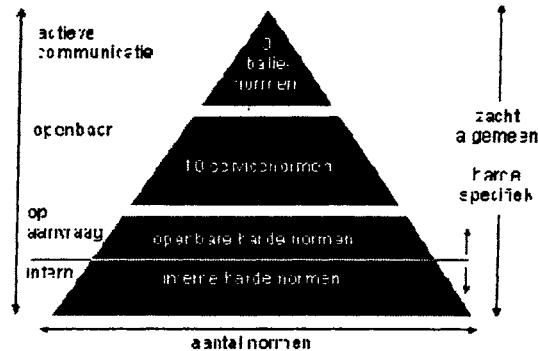 actieve
communicatie
3
balie-
normen
openbaar
10 servicenormen
zacht
algemeen
harde
specifiek
op
aanvraag
openbare harde normen
intern
interne harde normen
aantal normen